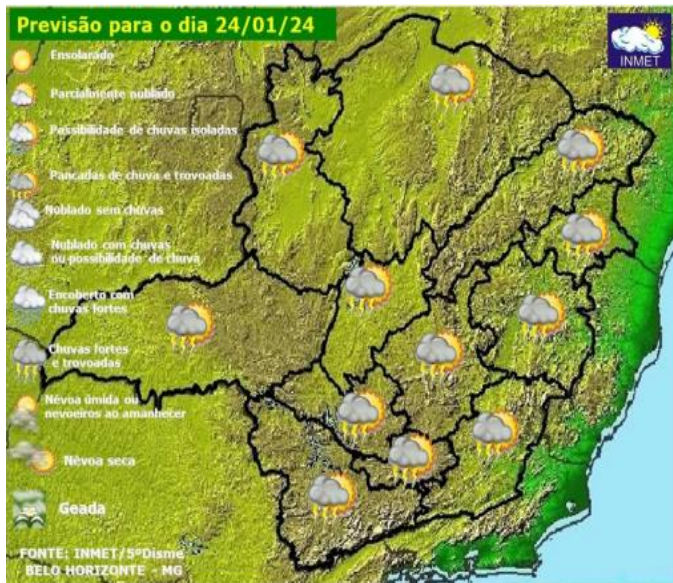 Previsão para o dia 24/01/24
INMET
Ensolarado
Parcialmente nublado
Possibilidade de chuvas isoladas
Pancadas de chuva e trovoadas
Nublado sem chuvas
Nublado com chuvas
ou possibilidade de chuva
Encoberto com
chuvas fortes
Chuvas fortes
e trovoadas
Névoa úmida ou
nevoeiros ao amanhecer
Névoa seca
Geada
FONTE: INMET/5ºDisme
BELO HORIZONTE - MG